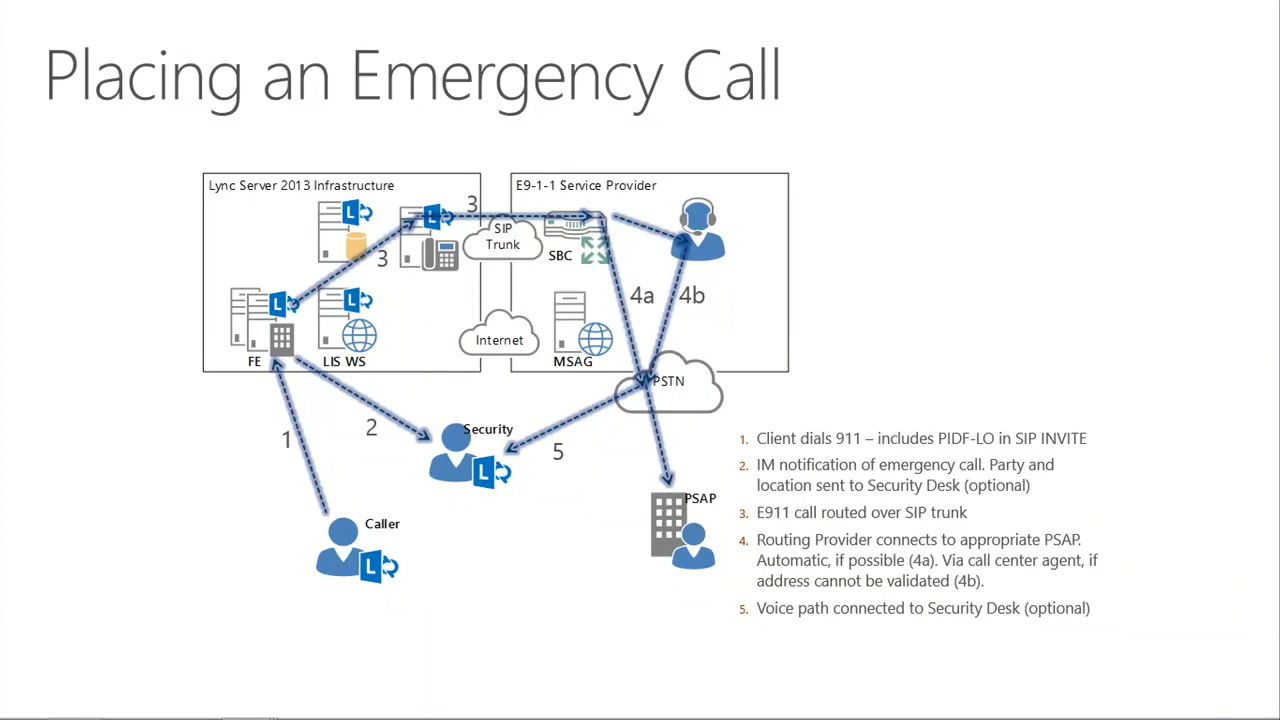 Placing an Emergency Call
Lync Server 2013 Infrastructure
E9-1-1 Service Provider
3
SIP
Trunk
SBC
3
4a
4b
Internet
FE
LIS WS
MSAG
PSTN
1
2
Security
5
PSAP
Caller
1. Client dials 911 – includes PIDF-LO in SIP INVITE
2. IM notification of emergency call. Party and
location sent to Security Desk (optional)
3. E911 call routed over SIP trunk
4. Routing Provider connects to appropriate PSAP.
Automatic, if possible (4a). Via call center agent, if
address cannot be validated (4b).
5. Voice path connected to Security Desk (optional)